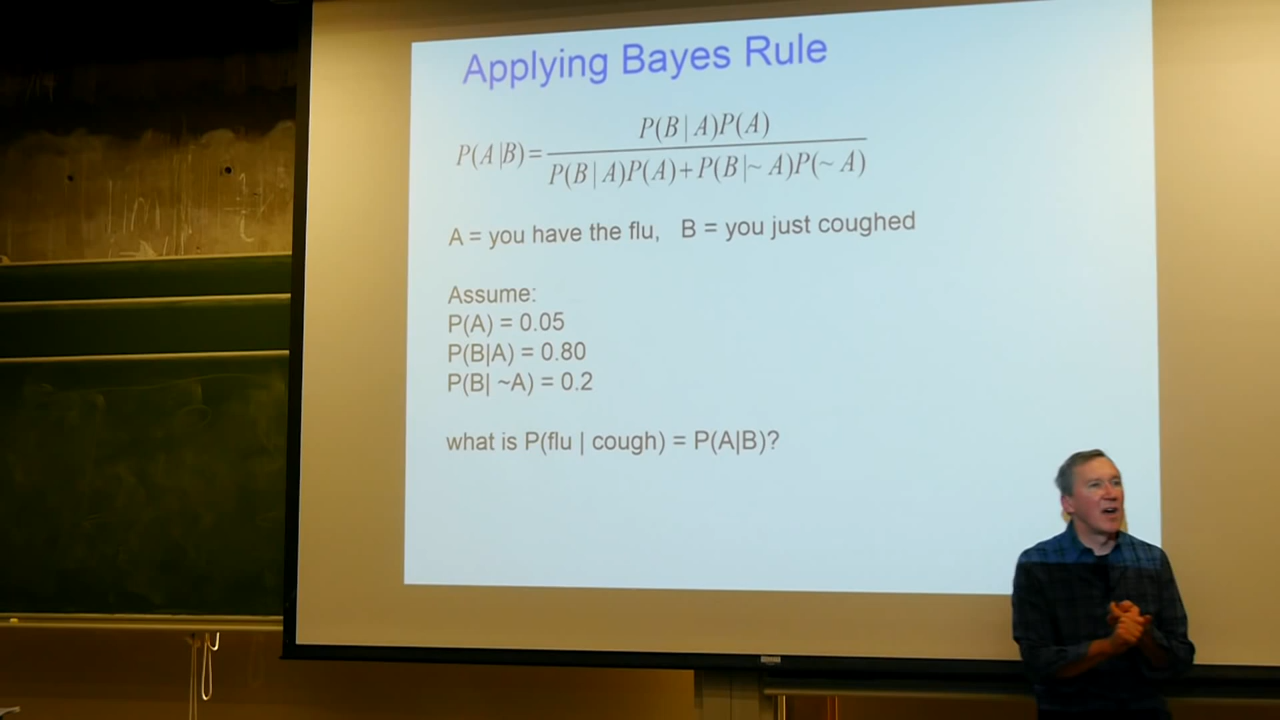 Applying Bayes Rule
P(A|B)= P(B|A)P(A) / P(B|A)P(A)+P(B|~A)P(~A)
A = you have the flu, B = you just coughed
Assume:
P(A) = 0.05
P(B|A) = 0.80
P(B| ~A) = 0.2
what is P(flu | cough) = P(A|B)?
lim